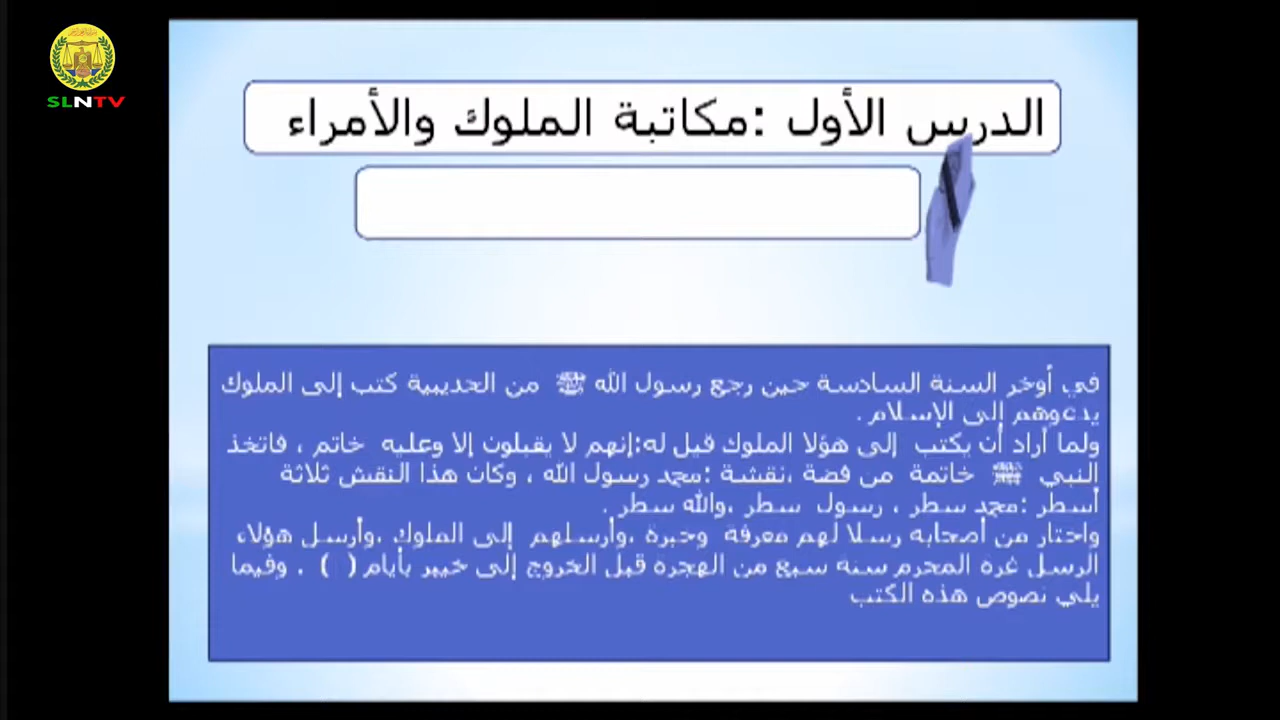 SLNTV
الدرس الأول :مكاتبة الملوك والأمراء
في أوخر السنة السادسة حين رجع رسول الله ﷺ من الحديبية كتب إلى الملوك
يدعوهم إلى الإسلام .
ولما أراد أن يكتب إلى هؤلا الملوك قيل له:إنهم لا يقبلون إلا وعليه خاتم ، فاتخذ
النبي ﷺ خاتمة من فضة ،نقشة :محمد رسول الله ، وكان هذا النقش ثلاثة
أسطر :محمد سطر ، رسول سطر ،والله سطر .
واختار من أصحابه رسلا لهم معرفة وخبرة ،وأرسلهم إلى الملوك ،وأرسل هؤلاء
الرسل غرة المحرم سنة سبع من الهجرة قبل الخروج إلى خيبر بأيام ( ) . وفيما
يلي نصوص هذه الكتب